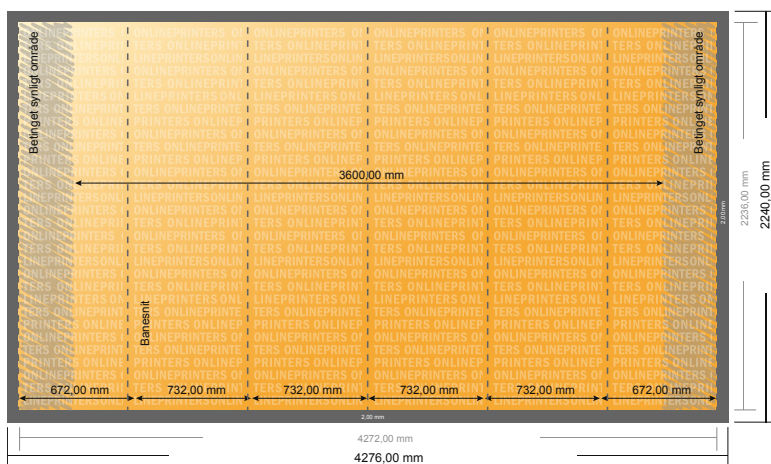 Betinget synligt område
Betinget synligt område
3600,00 mm
Banesnit
672,00 mm
732,00 mm
732,00 mm
732,00 mm
732,00 mm
672,00 mm
2,00 mm
2,00 mm
2236,00 mm
2240,00 mm
4272,00 mm
4276,00 mm